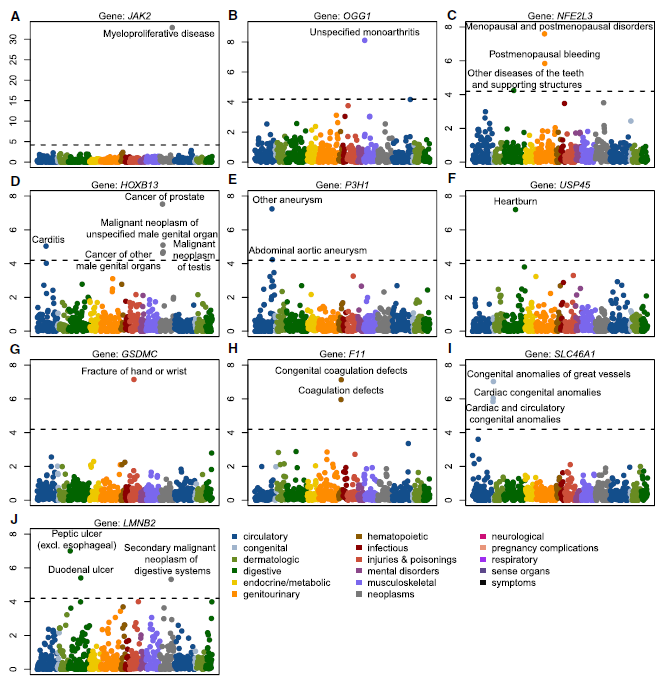 A Gene: JAK2
Myeloproliferative disease
30
25
20
15
10
5
0
B Gene: OGG1
Unspecified monoarthritis
8
6
4
2
0
C Gene: NFE2L3
Menopausal and postmenopausal disorders
Postmenopausal bleeding
Other diseases of the teeth
and supporting structures
8
6
4
2
0
D Gene: HOXB13
Cancer of prostate
Malignant neoplasm of
unspecified male genital organ
Carditis
Cancer of other
male genital organs
Malignant
neoplasm
of testis
8
6
4
2
0
E Gene: P3H1
Other aneurysm
Abdominal aortic aneurysm
8
6
4
2
0
F Gene: USP45
Heartburn
8
6
4
2
0
G Gene: GSDMC
Fracture of hand or wrist
8
6
4
2
0
H Gene: F11
Congenital coagulation defects
Coagulation defects
8
6
4
2
0
I Gene: SLC46A1
Congenital anomalies of great vessels
Cardiac congenital anomalies
Cardiac and circulatory
congenital anomalies
8
6
4
2
0
J Gene: LMNB2
Peptic ulcer
(excl. esophageal)
Duodenal ulcer
Secondary malignant
neoplasm of
digestive systems
8
6
4
2
0
circulatory
congenital
dermatologic
digestive
endocrine/metabolic
genitourinary
hematopoietic
infectious
injuries & poisonings
mental disorders
musculoskeletal
neoplasms
neurological
pregnancy complications
respiratory
sense organs
symptoms